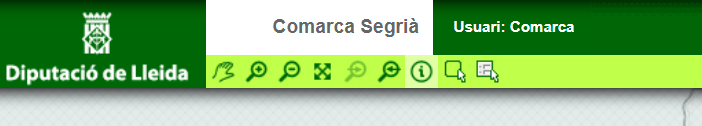 Comarca Segrià
Usuari: Comarca
Diputació de Lleida